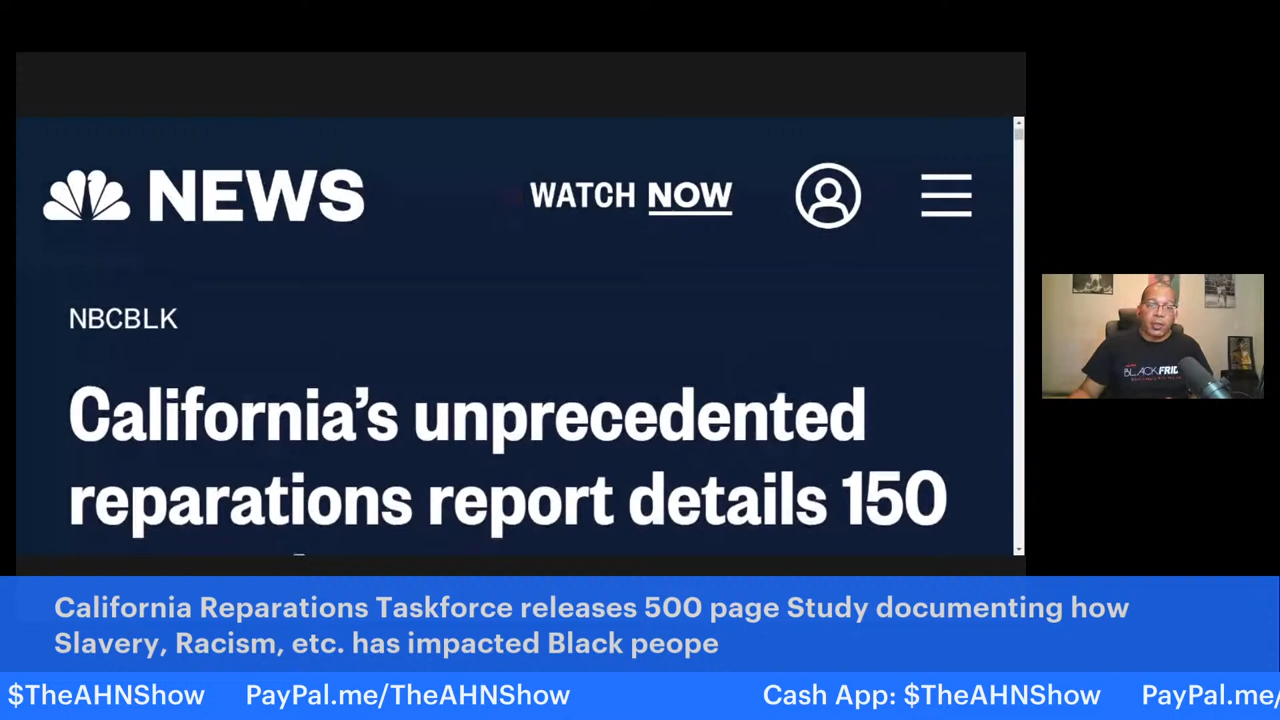 NEWS
WATCH NOW
NBCBLK
California's unprecedented
reparations report details 150
BLACK
California Reparations Taskforce releases 500 page Study documenting how
Slavery, Racism, etc. has impacted Black peope
$TheAHNShow PayPal.me/TheAHNShow Cash App: $TheAHNShow PayPal.me/